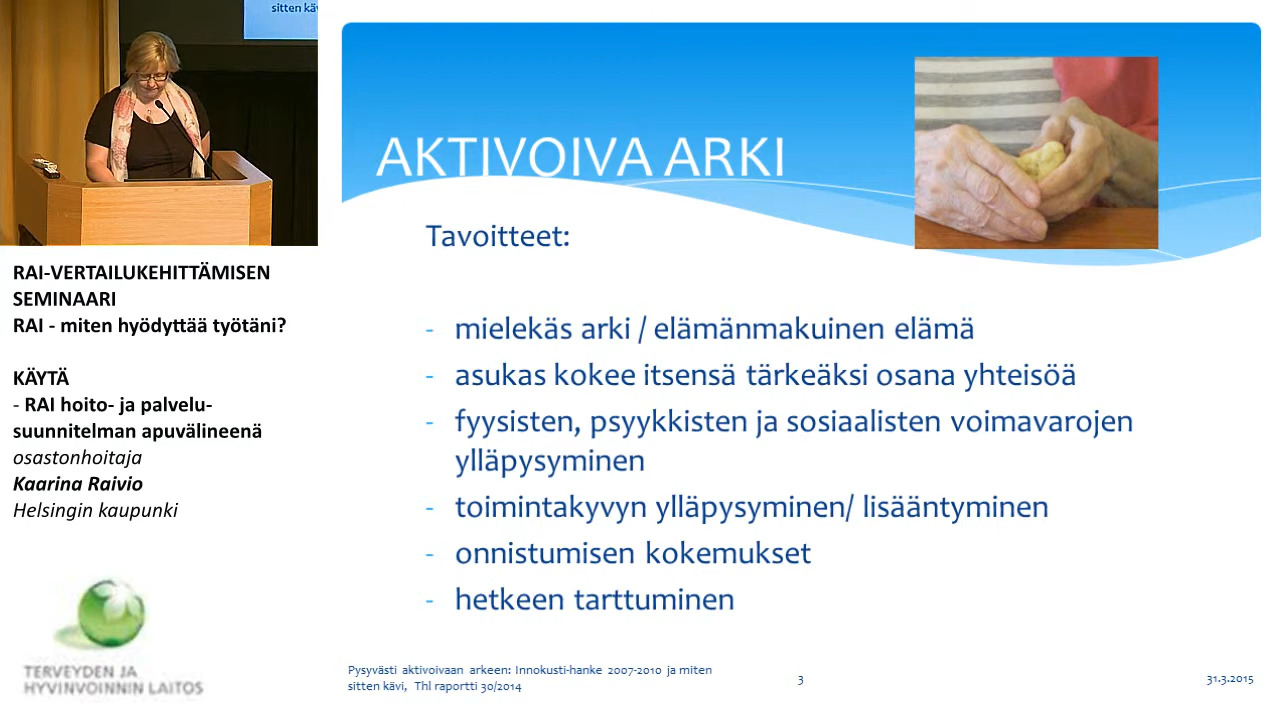 sitten käv
RAI-VERTAILUKEHITTÄMISEN
SEMINAARI
RAI - miten hyödyttää työtäni?
KÄYTÄ
- RAI hoito- ja palvelu-
suunnitelman apuvälineenä
osastonhoitaja
Kaarina Raivio
Helsingin kaupunki
TERVEYDEN JA
HYVINVOINNIN LAITOS
AKTIVOIVA ARKI
Tavoitteet:
- mielekäs arki / elämänmakuinen elämä
- asukas kokee itsensä tärkeäksi osana yhteisöä
- fyysisten, psyykkisten ja sosiaalisten voimavarojen
ylläpysyminen
- toimintakyvyn ylläpysyminen/ lisääntyminen
- onnistumisen kokemukset
- hetkeen tarttuminen
Pysyvästi aktivoivaan arkeen: Innokusti-hanke 2007-2010 ja miten
sitten kävi, Thl raportti 30/2014
3
31.3.2015